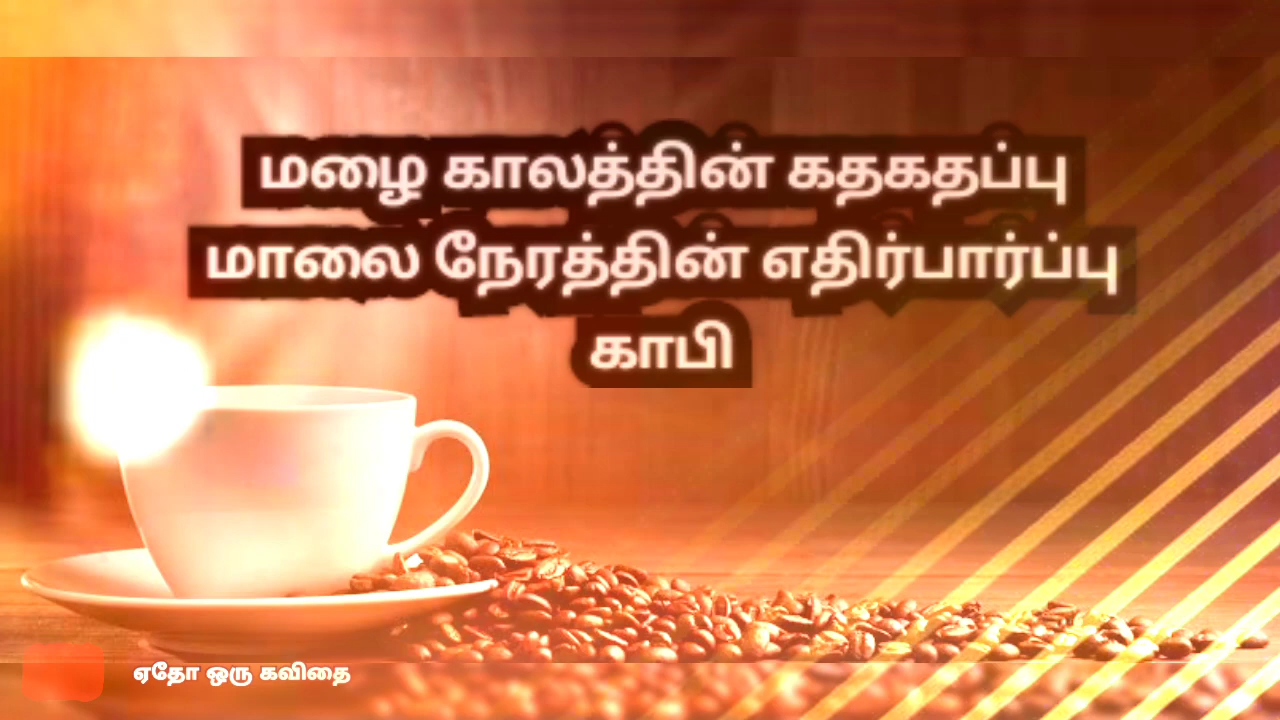 மழை காலத்தின் கதகதப்பு
மாலை நேரத்தின் எதிர்பார்ப்பு
காபி
ஏதோ ஒரு கவிதை